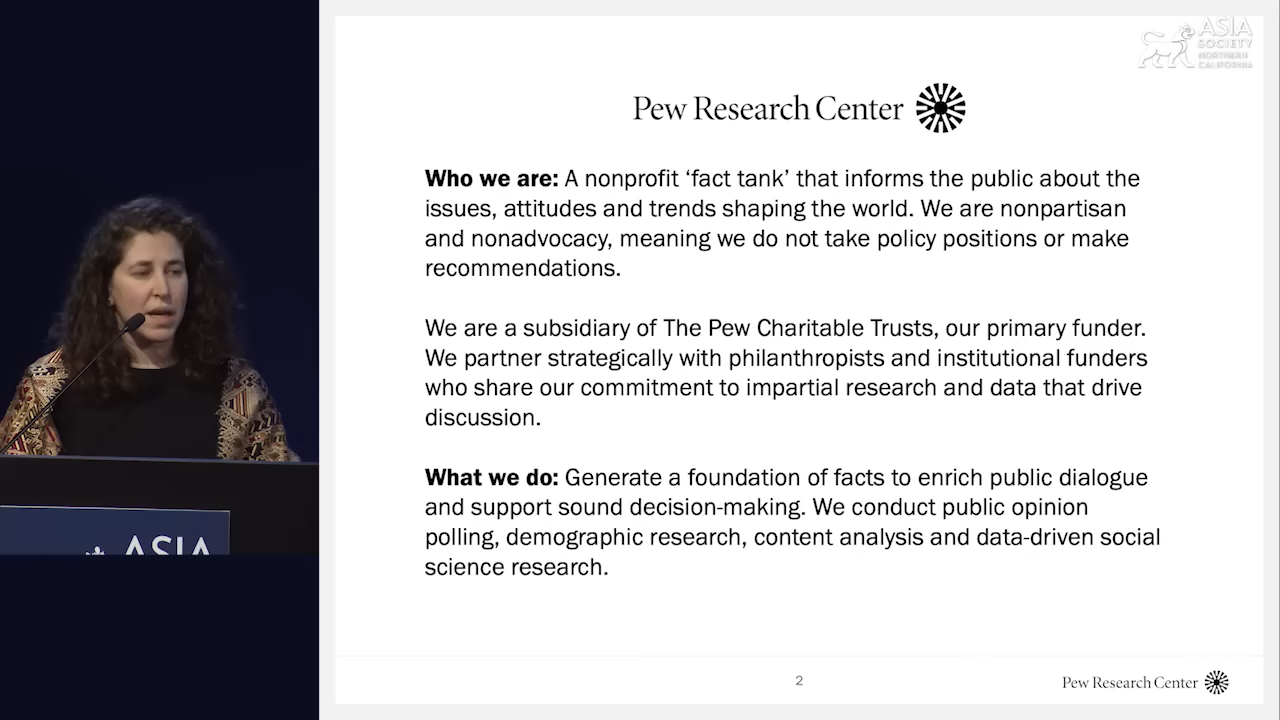 ASIA
SOCIETY
NORTHERN
CALIFORNIA
Pew Research Center
Who we are: A nonprofit ‘fact tank’ that informs the public about the
issues, attitudes and trends shaping the world. We are nonpartisan
and nonadvocacy, meaning we do not take policy positions or make
recommendations.
We are a subsidiary of The Pew Charitable Trusts, our primary funder.
We partner strategically with philanthropists and institutional funders
who share our commitment to impartial research and data that drive
discussion.
What we do: Generate a foundation of facts to enrich public dialogue
and support sound decision-making. We conduct public opinion
polling, demographic research, content analysis and data-driven social
science research.
ASIA
2
Pew Research Center